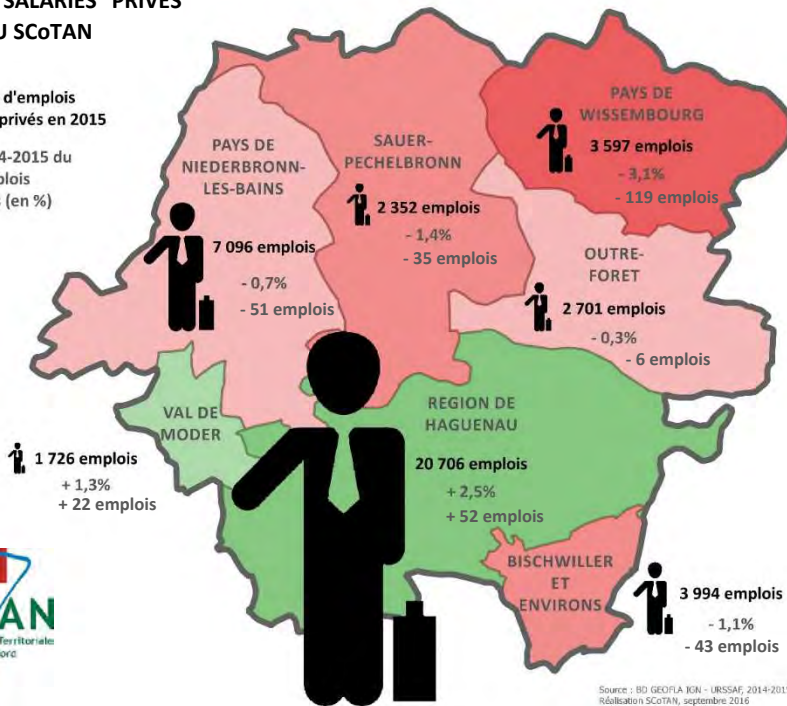 SALARIES PRIVES
U SCoTAN
d'emplois
privés en 2015
4-2015 du
plois
s (en %)
PAYS DE
WISSEMBOURG
3 597 emplois
- 3,1%
- 119 emplois
PAYS DE
NIEDERBRONN-
LES-BAINS
7 096 emplois
- 0,7%
- 51 emplois
SAUER-
PECHELBRONN
2 352 emplois
- 1,4%
- 35 emplois
OUTRE-
FORET
2 701 emplois
- 0,3%
- 6 emplois
VAL DE
MODER
1 726 emplois
+ 1,3%
+ 22 emplois
REGION DE
HAGUENAU
20 706 emplois
+ 2,5%
+ 52 emplois
BISCHWILLER
ET
ENVIRONS
3 994 emplois
- 1,1%
- 43 emplois
AN
Territoriale
ord
Source : BD GEOFLA IGN - URSSAF, 2014-201
Réalisation SCoTAN, septembre 2016